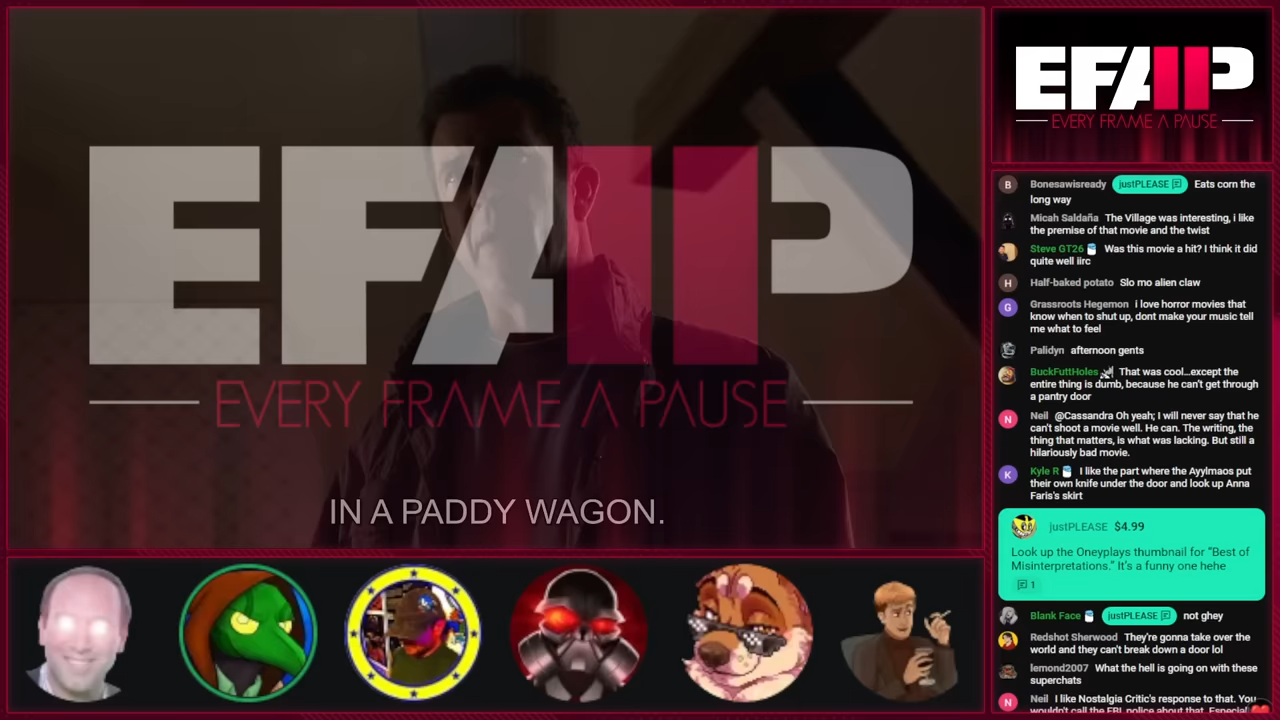 EFAP
EVERY FRAME A PAUSE
IN A PADDY WAGON.
EFAP
EVERY FRAME A PAUSE
B Bonesawisready justPLEASE Eats corn the
long way
Micah Saldaña The Village was interesting, i like
the premise of that movie and the twist
Steve GT26 Was this movie a hit? I think it did
quite well iirc
H Half-baked potato Slo mo alien claw
G Grassroots Hegemon i love horror movies that
know when to shut up, dont make your music tell
me what to feel
Palidyn afternoon gents
BuckFuttHoles That was cool...except the
entire thing is dumb, because he can't get through
a pantry door
N Neil @Cassandra Oh yeah; I will never say that he
can't shoot a movie well. He can. The writing, the
thing that matters, is what was lacking. But still a
hilariously bad movie.
K Kyle R I like the part where the Ayylmaos put
their own knife under the door and look up Anna
Faris's skirt
justPLEASE $4.99
Look up the Oneyplays thumbnail for "Best of
Misinterpretations." It's a funny one hehe
1
Blank Face justPLEASE not ghey
Redshot Sherwood They're gonna take over the
world and they can't break down a door lol
lemond2007 What the hell is going on with these
superchats
N Neil I like Nostalgia Critic's response to that. You
wouldn't call the FBI, police about that. Especial